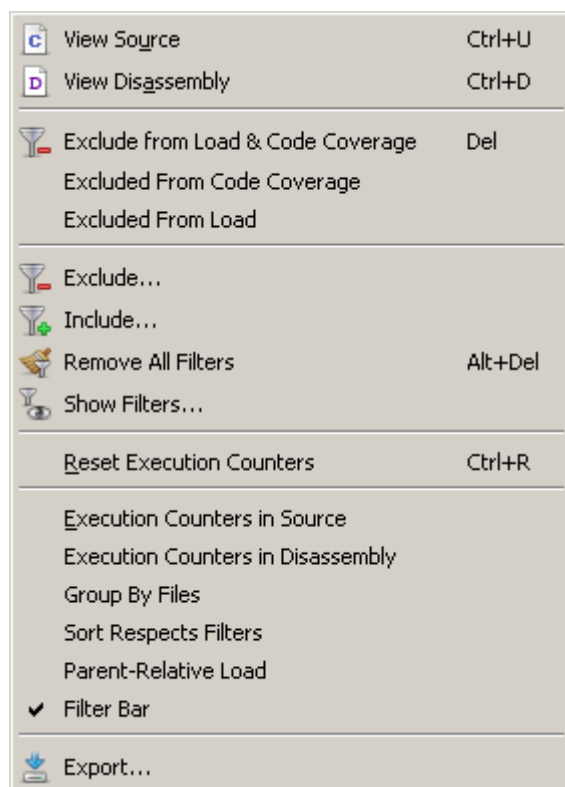 C View Source Ctrl+U
D View Disassembly Ctrl+D
Exclude from Load & Code Coverage Del
Excluded From Code Coverage
Excluded From Load
Exclude...
Include...
Remove All Filters Alt+Del
Show Filters...
Reset Execution Counters Ctrl+R
Execution Counters in Source
Execution Counters in Disassembly
Group By Files
Sort Respects Filters
Parent-Relative Load
Filter Bar
Export...